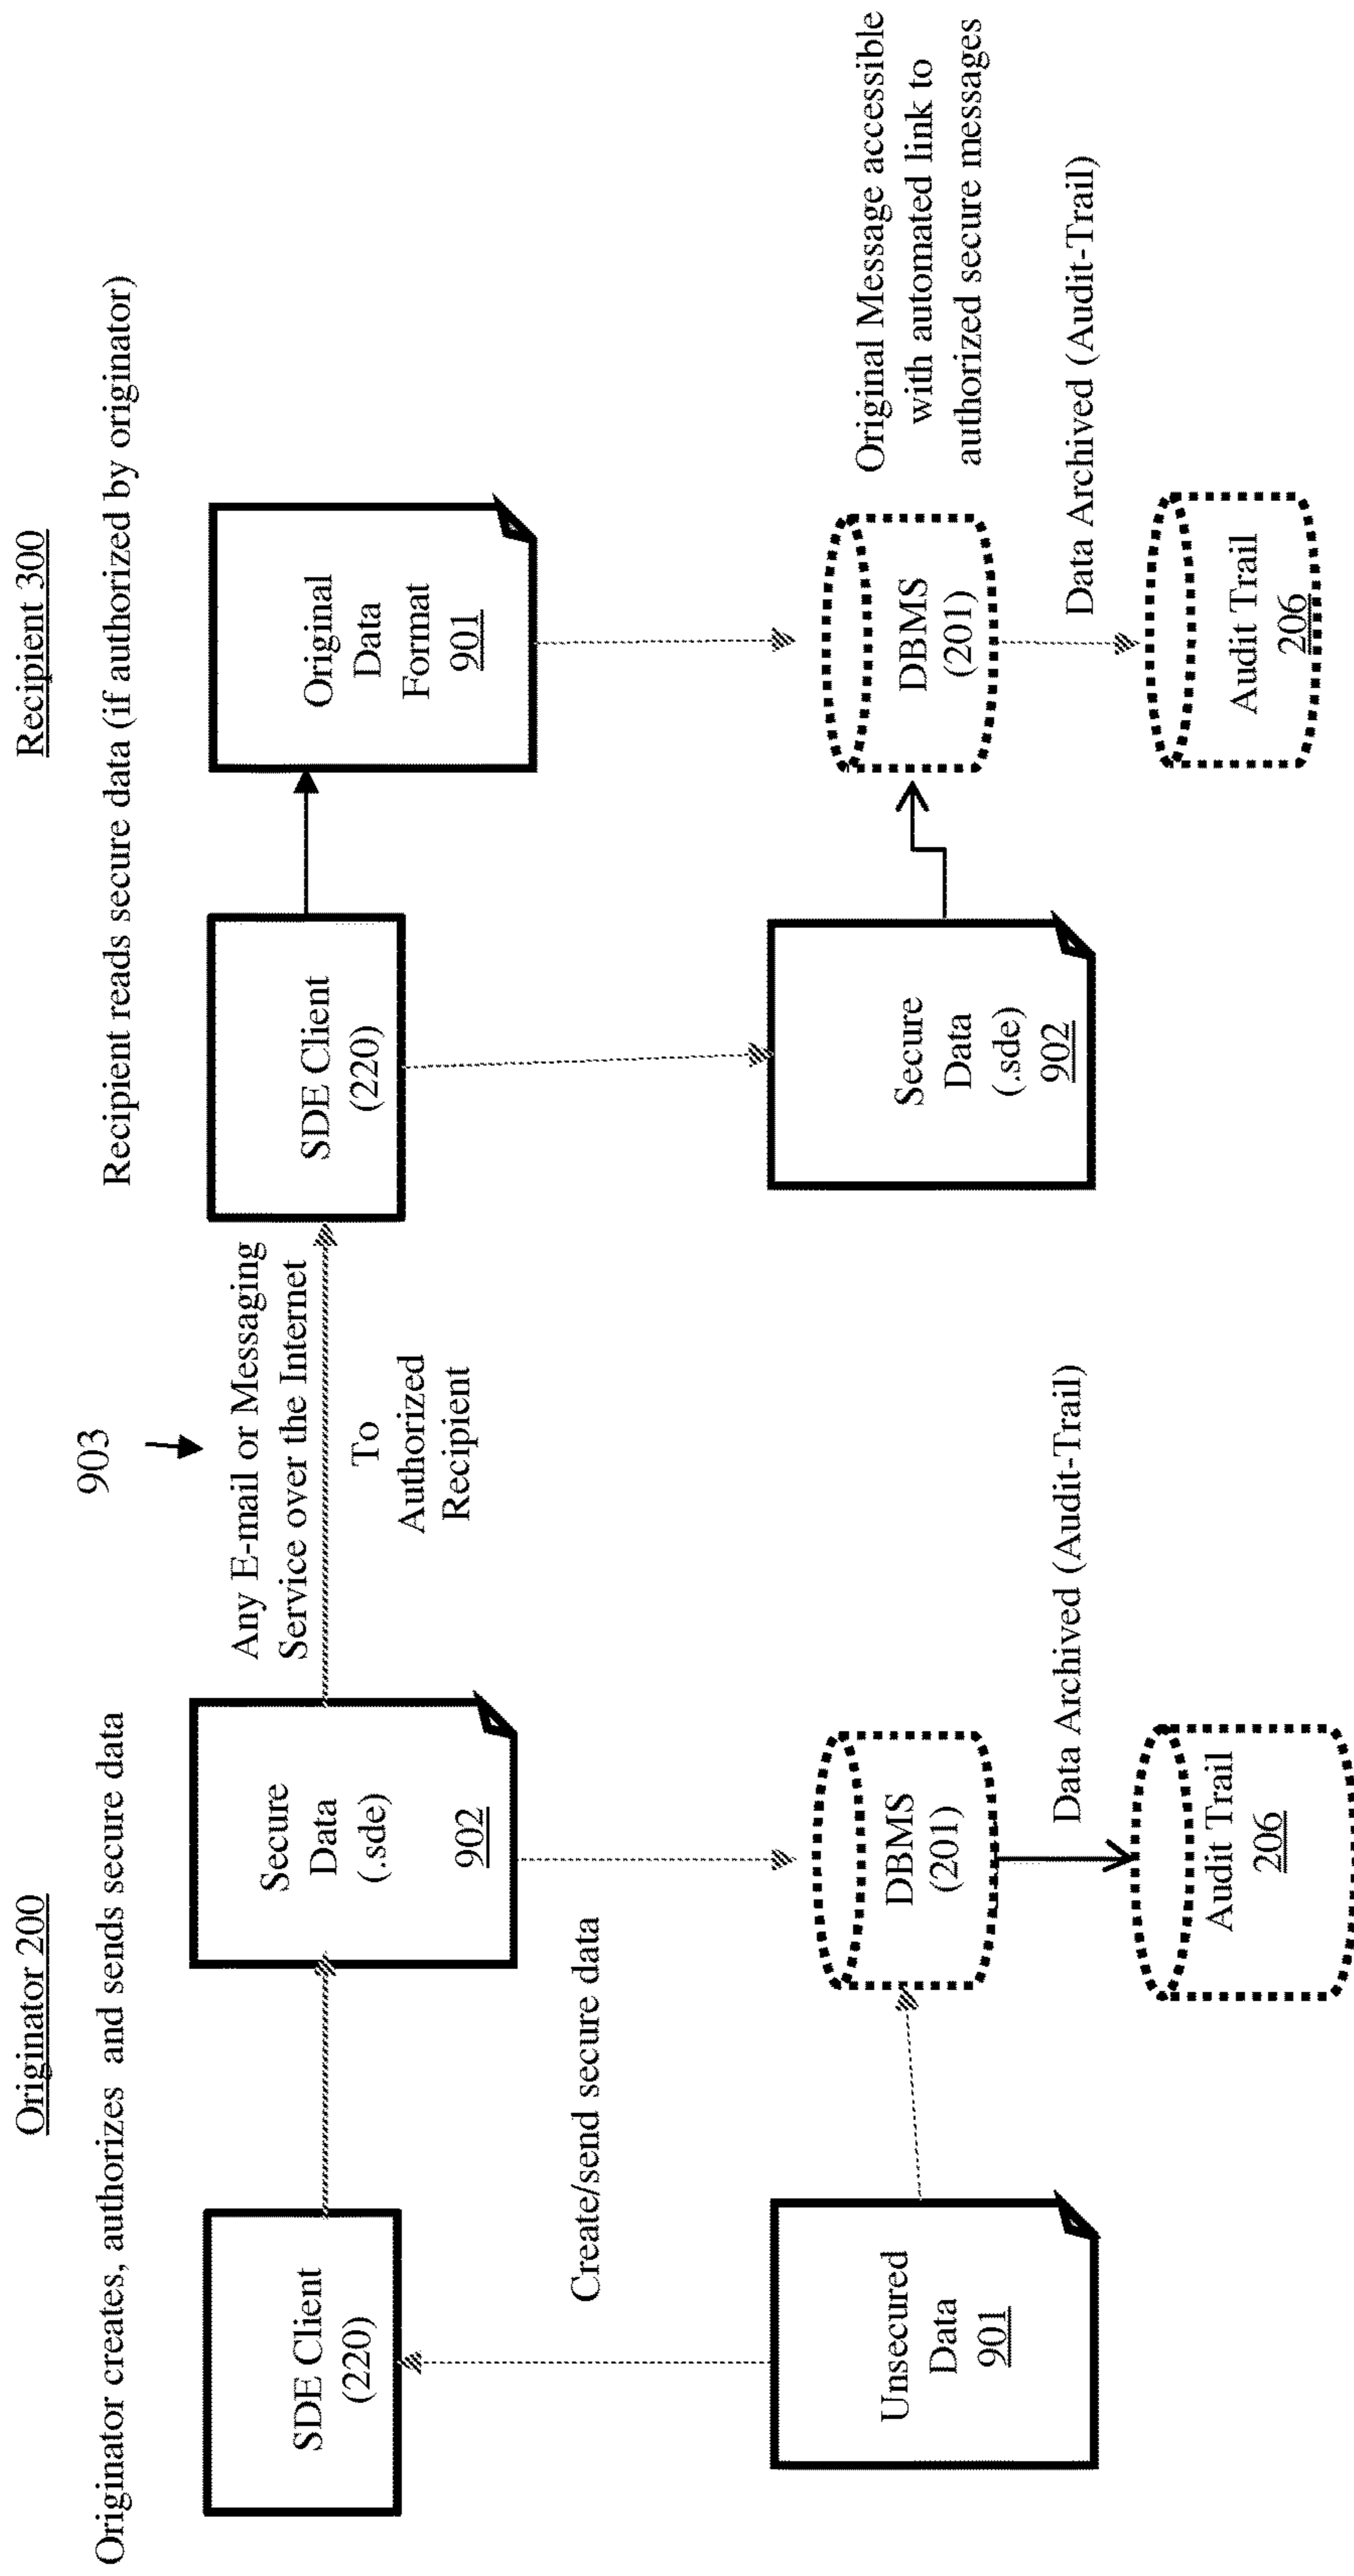 Originator 200
Originator creates, authorizes and sends secure data
SDE Client
(220)
Secure
Data
(.sde)
902
Create/send secure data
Unsecured
Data
901
DBMS
(201)
Data Archived (Audit-Trail)
Audit Trail
206
903
Any E-mail or Messaging
Service over the Internet
To
Authorized
Recipient
Recipient 300
Recipient reads secure data (if authorized by originator)
SDE Client
(220)
Original
Data
Format
901
Secure
Data
(.sde)
902
DBMS
(201)
Original Message accessible
with automated link to
authorized secure messages
Data Archived (Audit-Trail)
Audit Trail
206